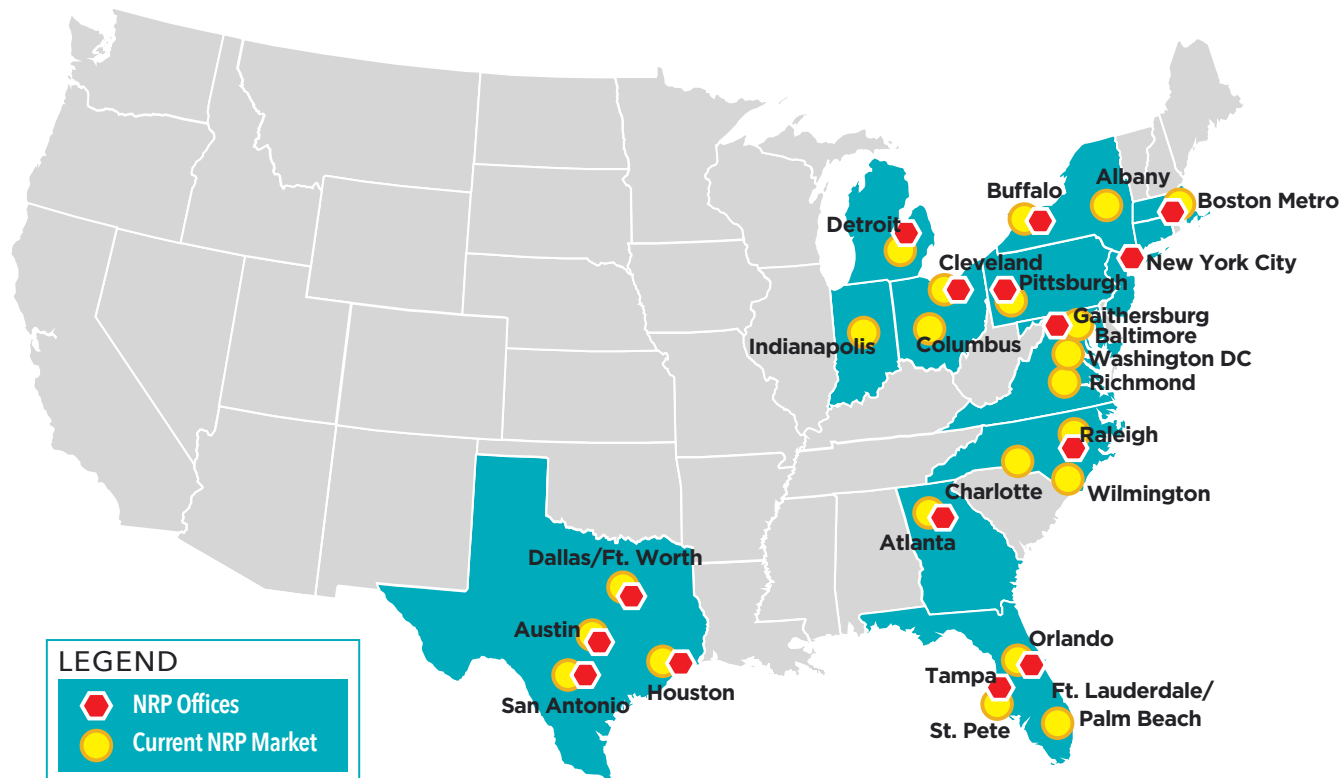 Albany
Buffalo
Boston Metro
Detroit
Cleveland
New York City
Pittsburgh
Gaithersburg
Baltimore
Indianapolis
Columbus
Washington DC
Richmond
Raleigh
Charlotte
Wilmington
Atlanta
Dallas/Ft. Worth
Austin
Orlando
Tampa
Ft. Lauderdale/
Palm Beach
San Antonio
Houston
St. Pete
LEGEND
NRP Offices
Current NRP Market